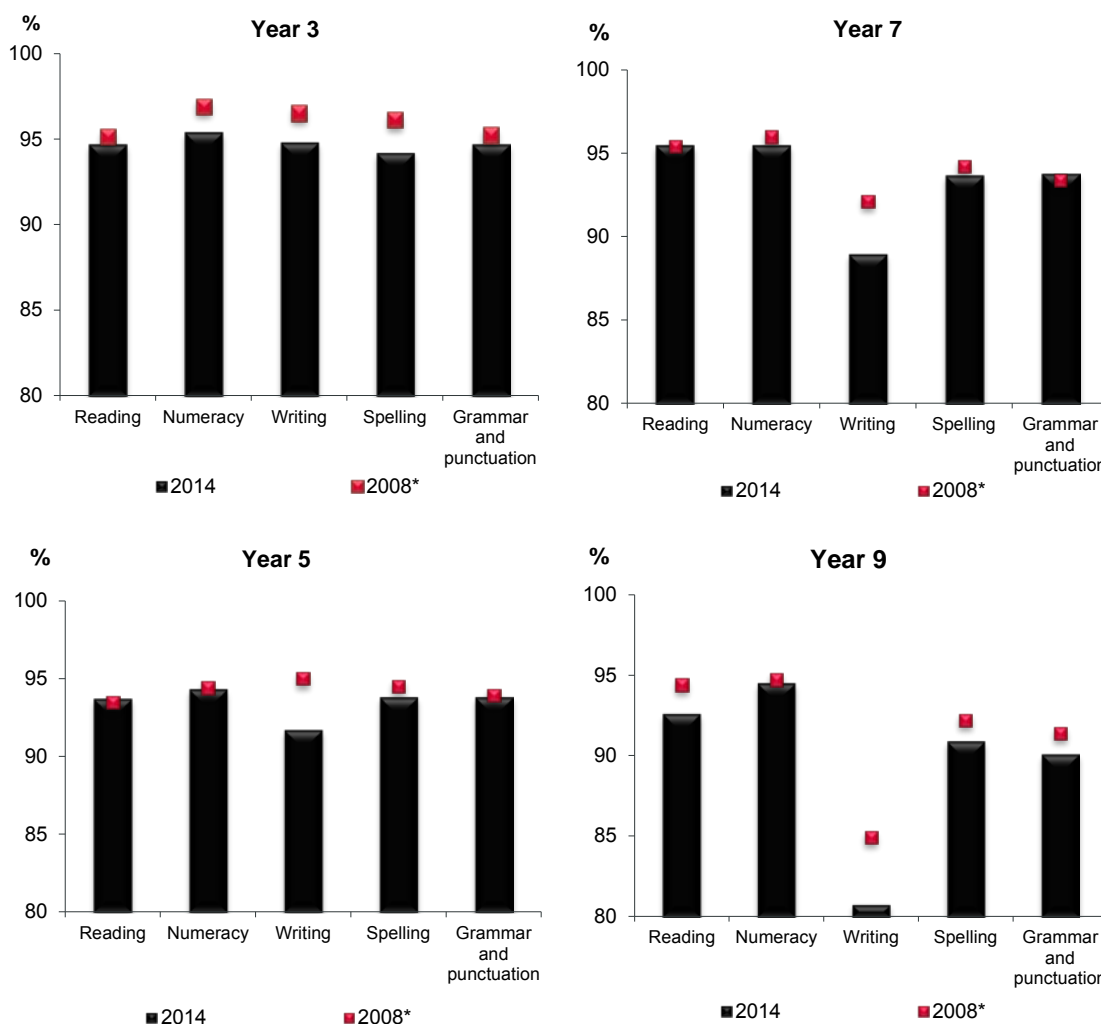 %
Year 3
100
95
90
85
80
Reading Numeracy Writing Spelling Grammar
and
punctuation
2014 2008*
%
Year 7
100
95
90
85
80
Reading Numeracy Writing Spelling Grammar
and
punctuation
2014 2008*
%
Year 5
100
95
90
85
80
Reading Numeracy Writing Spelling Grammar
and
punctuation
2014 2008*
%
Year 9
100
95
90
85
80
Reading Numeracy Writing Spelling Grammar
and
punctuation
2014 2008*